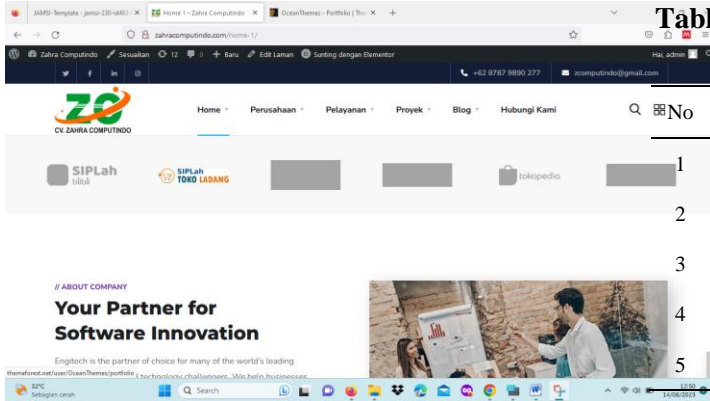 JAMSI-Template - jamsi-230-id49
Home 1 – Zahra Computindo
OceanThemes - Portfolio | The
Tabl
zahracomputindo.com/home-1/
Zahra Computindo Sesuaikan 12 0 Baru Edit Laman Sunting dengan Elementor Hai, admin
+62 8787 9890 277 zcomputindo@gmail.com
ZC
CV. ZAHRA COMPUTINDO
Home Perusahaan Pelayanan Proyek Blog Hubungi Kami
No
SIPLah
blibli
SIPLah
TOKO LADANG
tokopedia
1
2
3
4
5
// ABOUT COMPANY
Your Partner for
Software Innovation
Engitech is the partner of choice for many of the world's leading
technology challengers. We help businesses
themeforest.net/user/OceanThemes/portfolio
32°C
Sebagian cerah
Search
12:50
14/06/2023